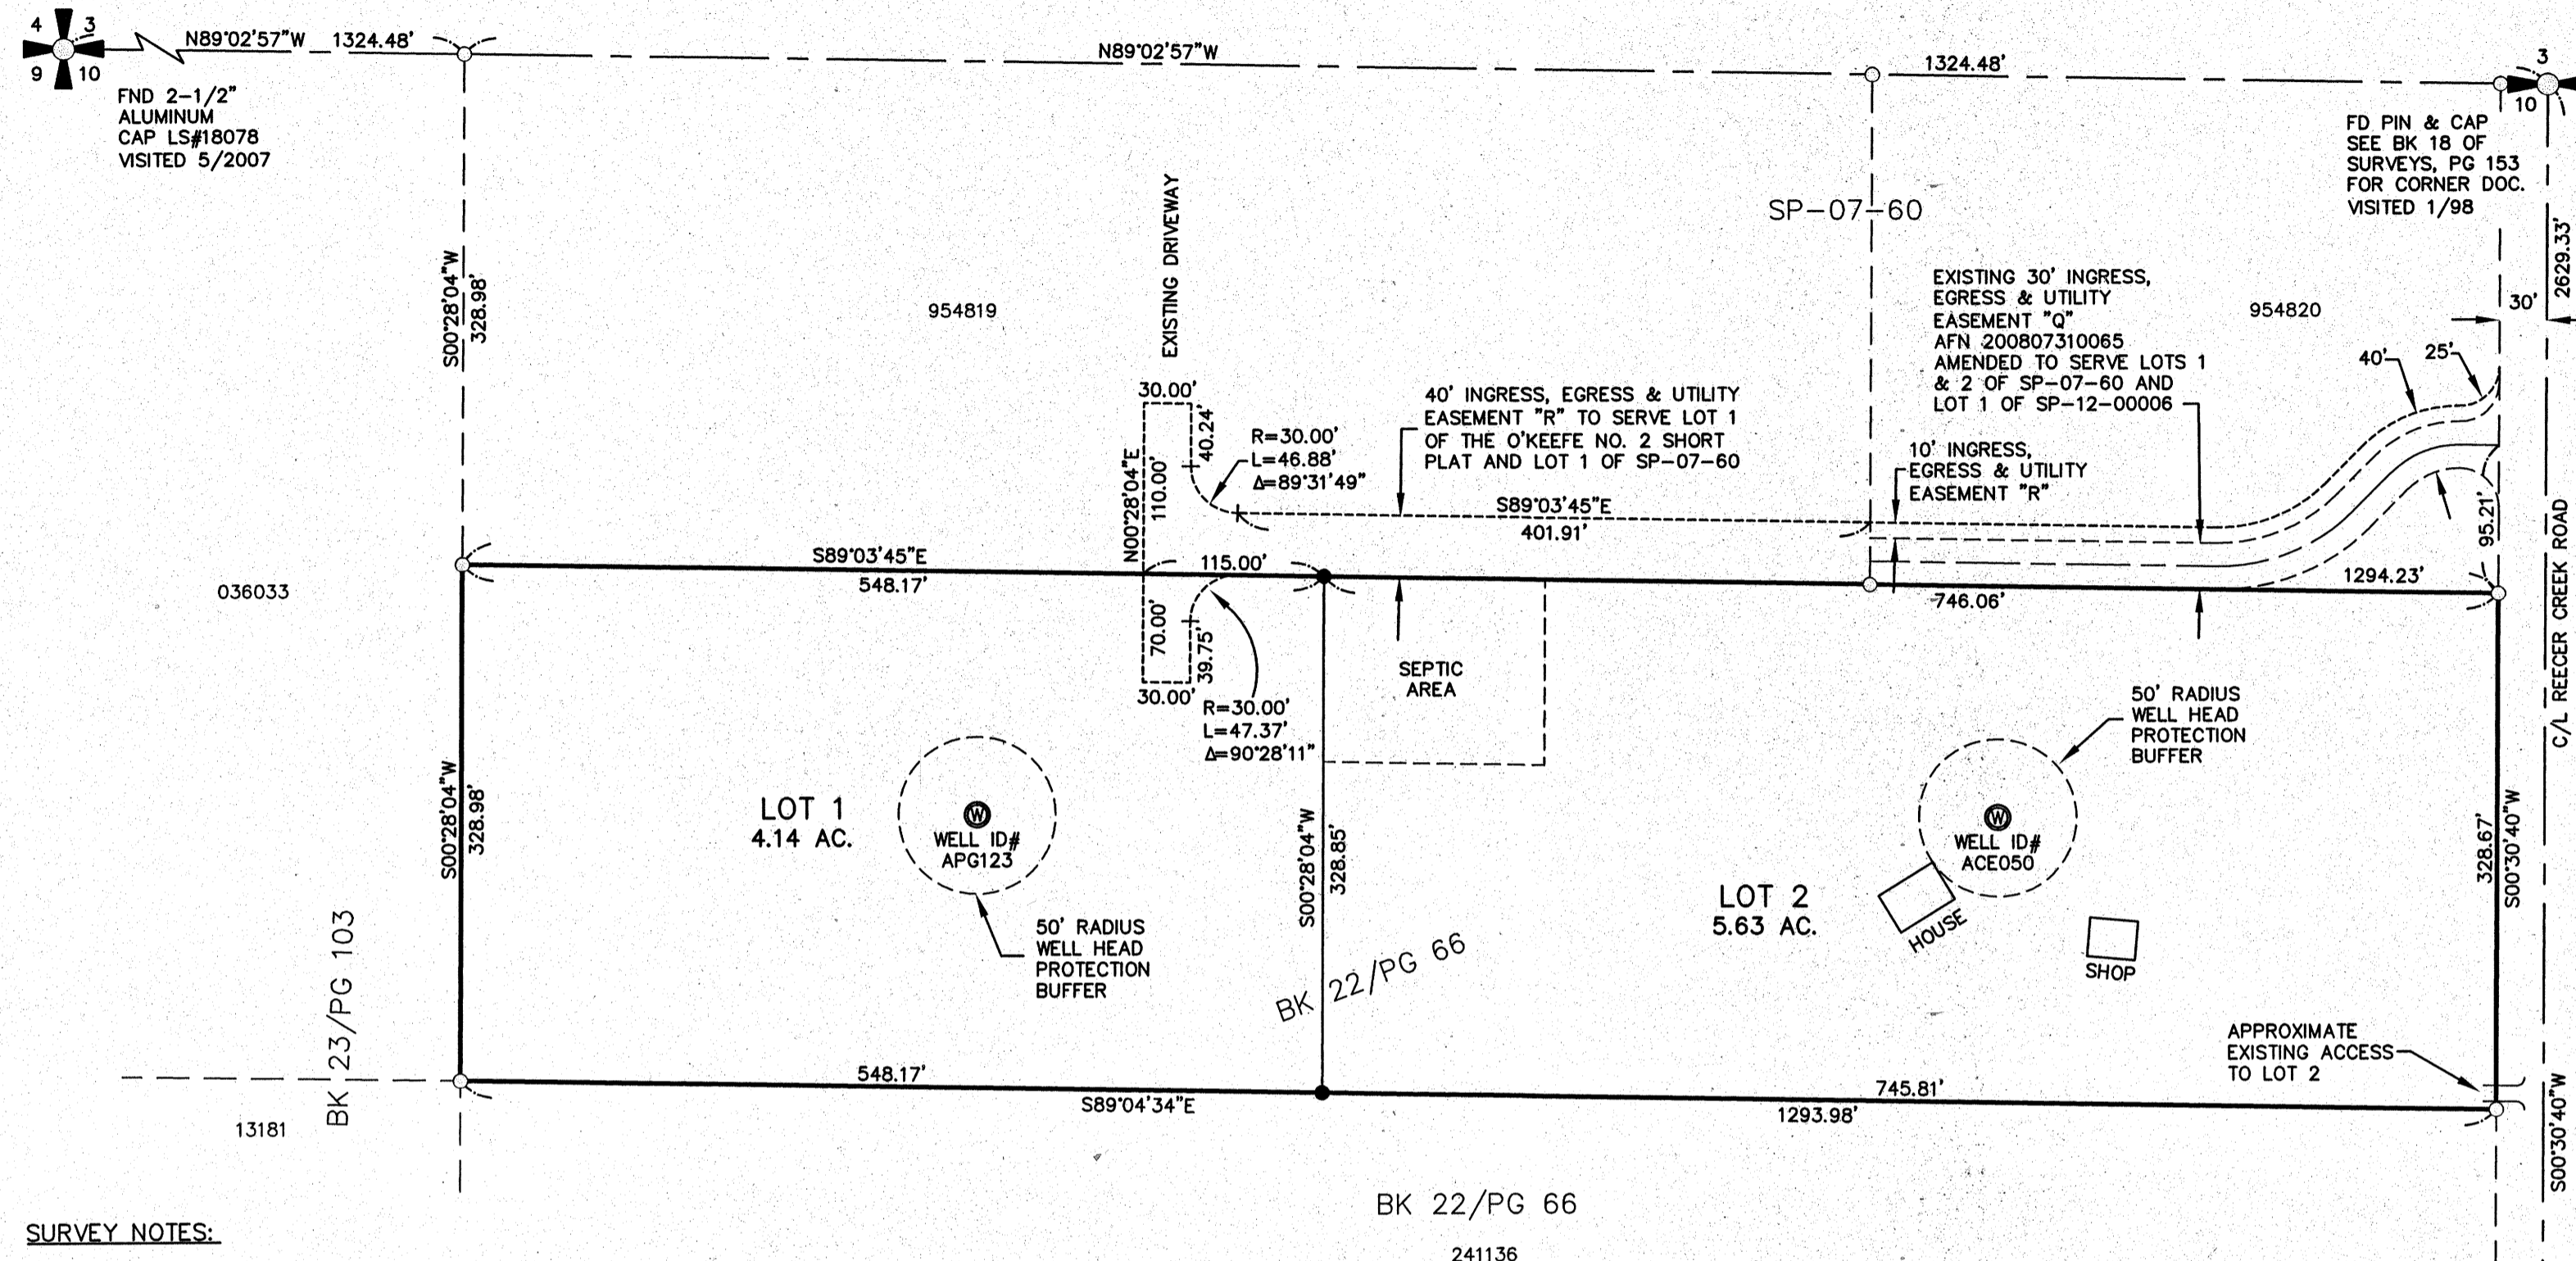 4 3
9 10
N89°02'57"W 1324.48'
N89°02'57"W
1324.48'
3
10
FND 2-1/2"
ALUMINUM
CAP LS#18078
VISITED 5/2007
FD PIN & CAP
SEE BK 18 OF
SURVEYS, PG 153
FOR CORNER DOC.
VISITED 1/98
SP-07-60
S00°28'04"W
328.98'
EXISTING DRIVEWAY
954819
954820
30'
2629.33'
EXISTING 30' INGRESS,
EGRESS & UTILITY
EASEMENT "Q"
AFN 200807310065
AMENDED TO SERVE LOTS 1
& 2 OF SP-07-60 AND
LOT 1 OF SP-12-00006
40'
25'
30.00'
40.24'
R=30.00'
L=46.88'
Δ=89°31'49"
40' INGRESS, EGRESS & UTILITY
EASEMENT "R" TO SERVE LOT 1
OF THE O'KEEFE NO. 2 SHORT
PLAT AND LOT 1 OF SP-07-60
10' INGRESS,
EGRESS & UTILITY
EASEMENT "R"
N00°28'04"E
110.00'
S89°03'45"E
401.91'
95.21'
C/L REECER CREEK ROAD
S89°03'45"E
548.17'
115.00'
1294.23'
746.06'
036033
70.00'
39.75'
30.00'
R=30.00'
L=47.37'
Δ=90°28'11"
SEPTIC
AREA
50' RADIUS
WELL HEAD
PROTECTION
BUFFER
S00°28'04"W
328.98'
LOT 1
4.14 AC.
W
WELL ID#
APG123
S00°28'04"W
328.85'
W
WELL ID#
ACE050
LOT 2
5.63 AC.
HOUSE
SHOP
328.67'
S00°30'40"W
50' RADIUS
WELL HEAD
PROTECTION
BUFFER
BK 22/PG 66
BK 23/PG 103
APPROXIMATE
EXISTING ACCESS
TO LOT 2
548.17'
S89°04'34"E
745.81'
1293.98'
S00°30'40"W
13181
BK 22/PG 66
SURVEY NOTES:
241136